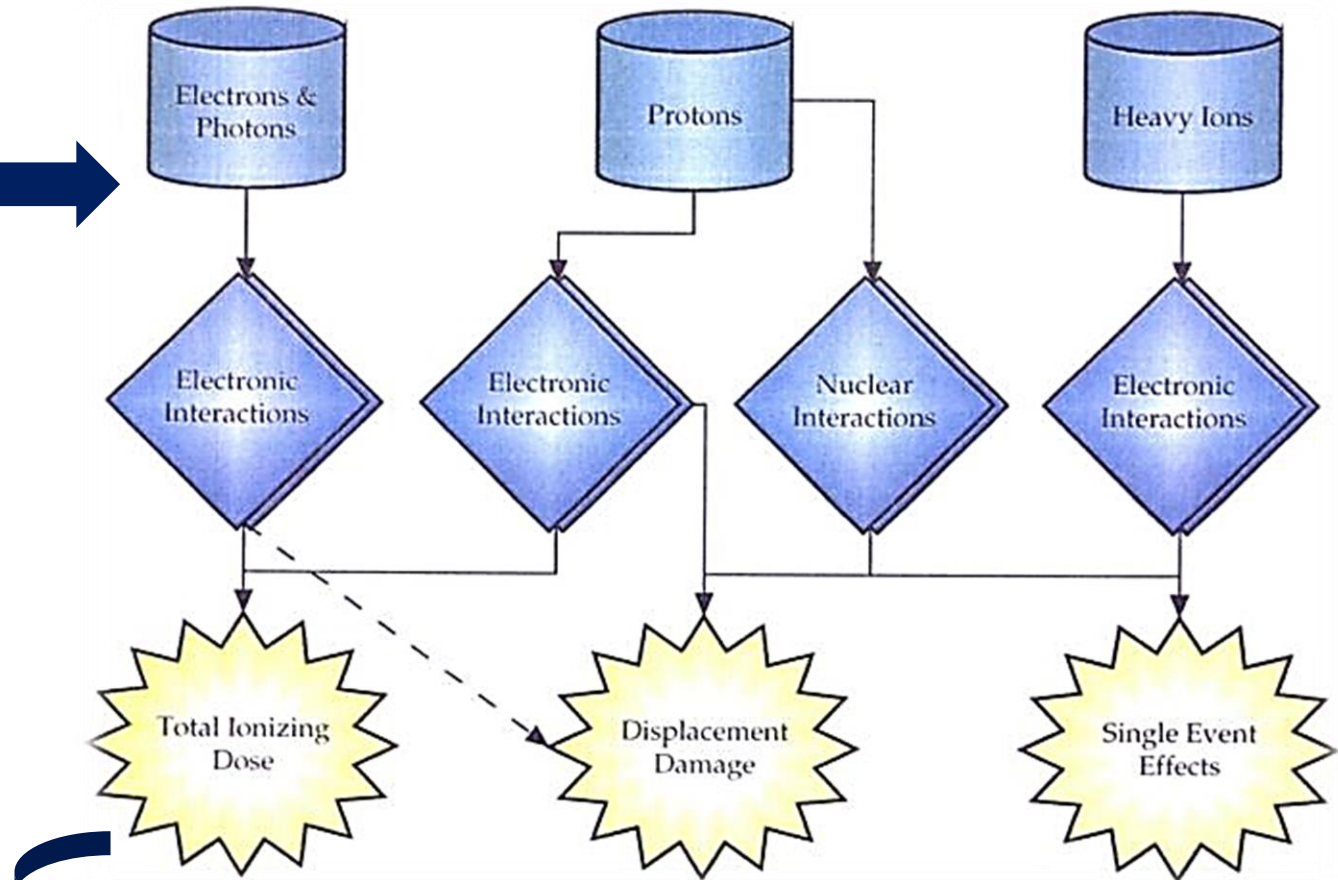 Electrons &
Photons
Protons
Heavy Ions
Electronic
Interactions
Electronic
Interactions
Nuclear
Interactions
Electronic
Interactions
Total Ionizing
Dose
Displacement
Damage
Single Event
Effects